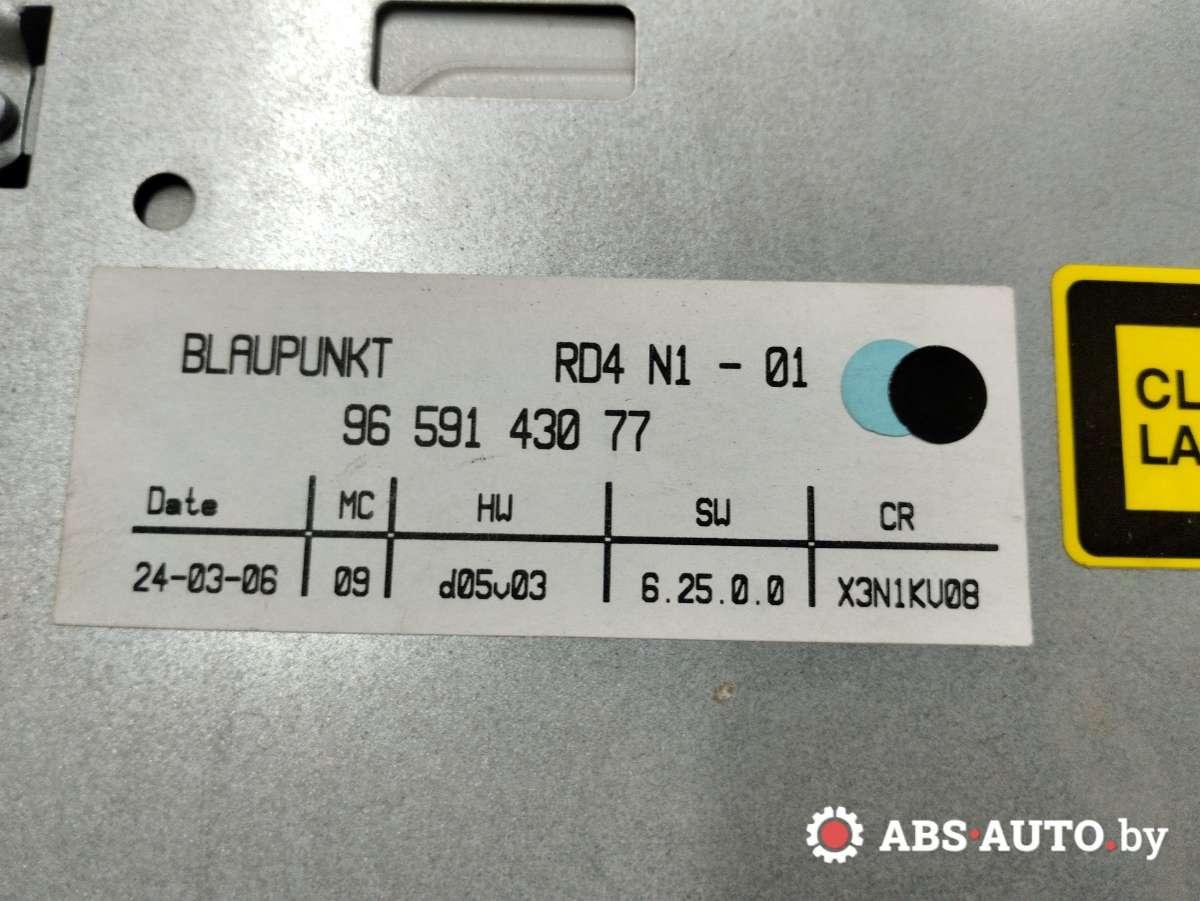 BLAUPUNKT RD4 N1 - 01
96 591 430 77
Date MC HW SW CR
24-03-06 09 d05v03 6.25.0.0 X3N1KV08
CL
LA
ABS·AUTO.by